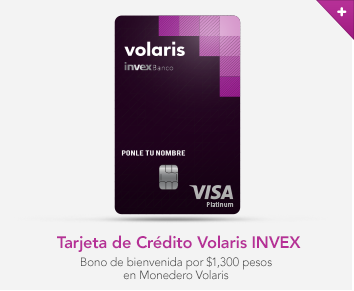 +
volaris
invex Banco
PONLE TU NOMBRE
VISA
Platinum
Tarjeta de Crédito Volaris INVEX
Bono de bienvenida por $1,300 pesos
en Monedero Volaris